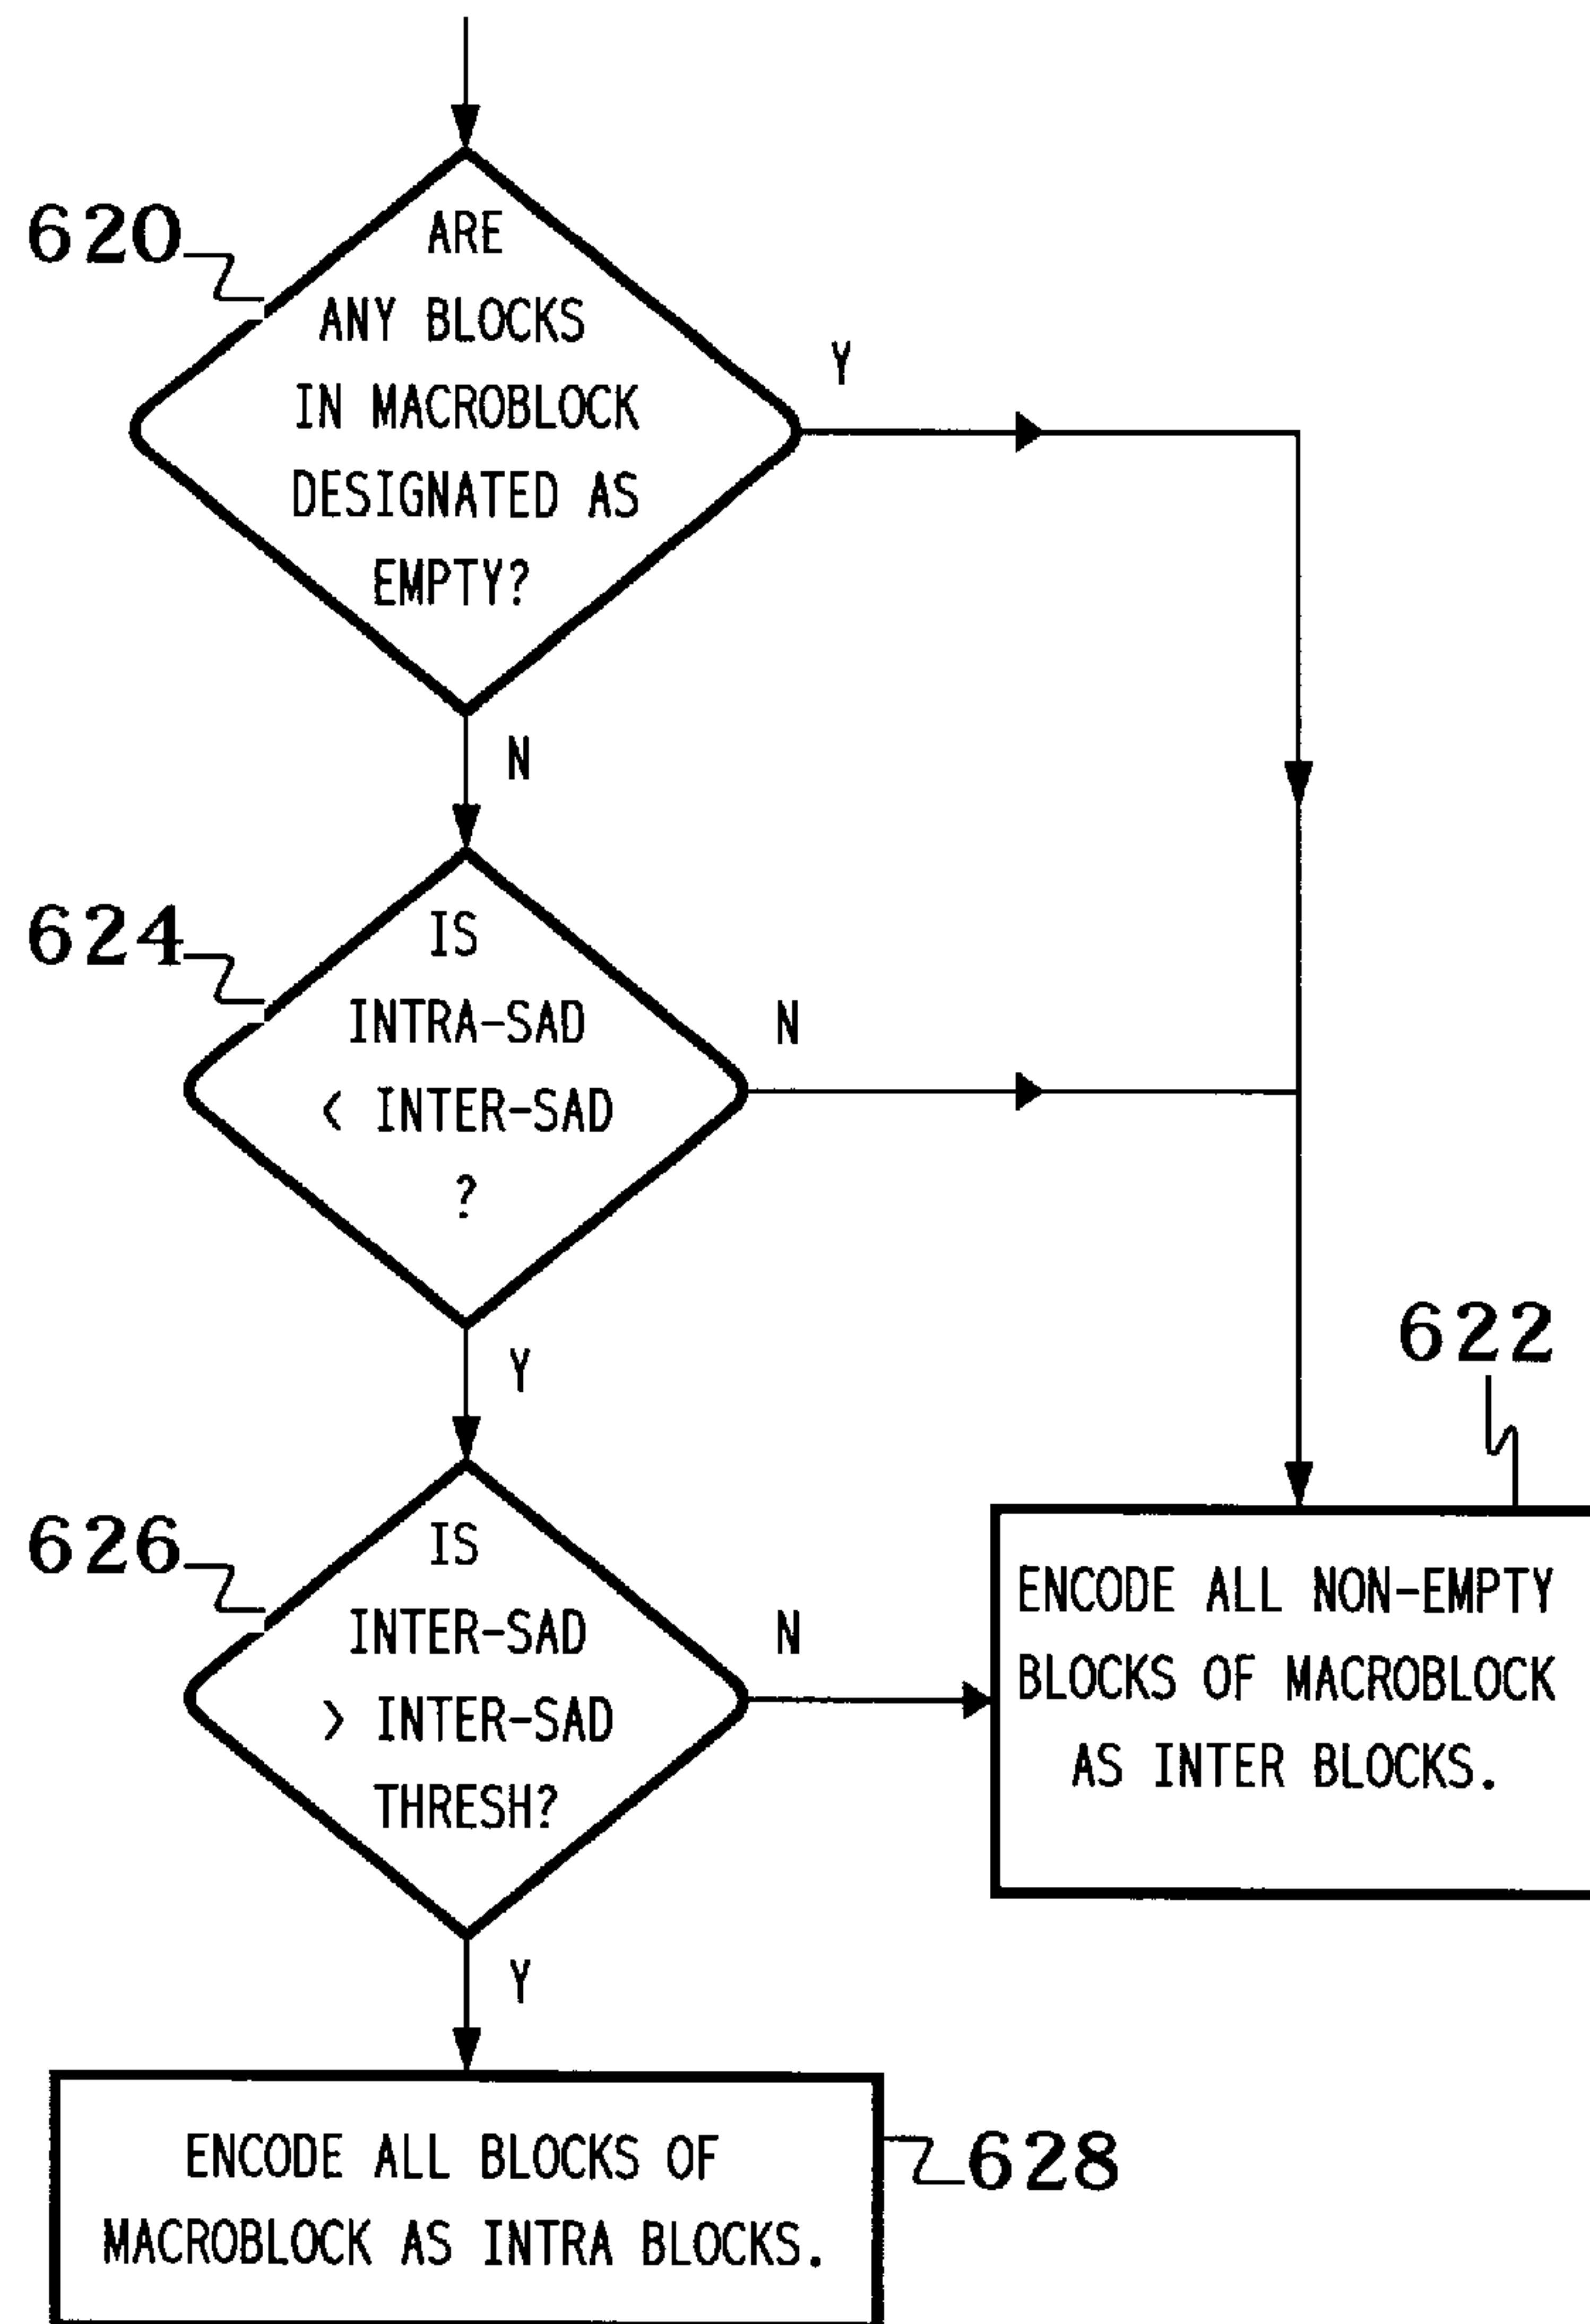 620
ARE
ANY BLOCKS
IN MACROBLOCK
DESIGNATED AS
EMPTY?
Y
N
624
IS
INTRA-SAD
< INTER-SAD
?
N
Y
622
626
IS
INTER-SAD
> INTER-SAD
THRESH?
N
ENCODE ALL NON-EMPTY
BLOCKS OF MACROBLOCK
AS INTER BLOCKS.
Y
ENCODE ALL BLOCKS OF
MACROBLOCK AS INTRA BLOCKS.
628